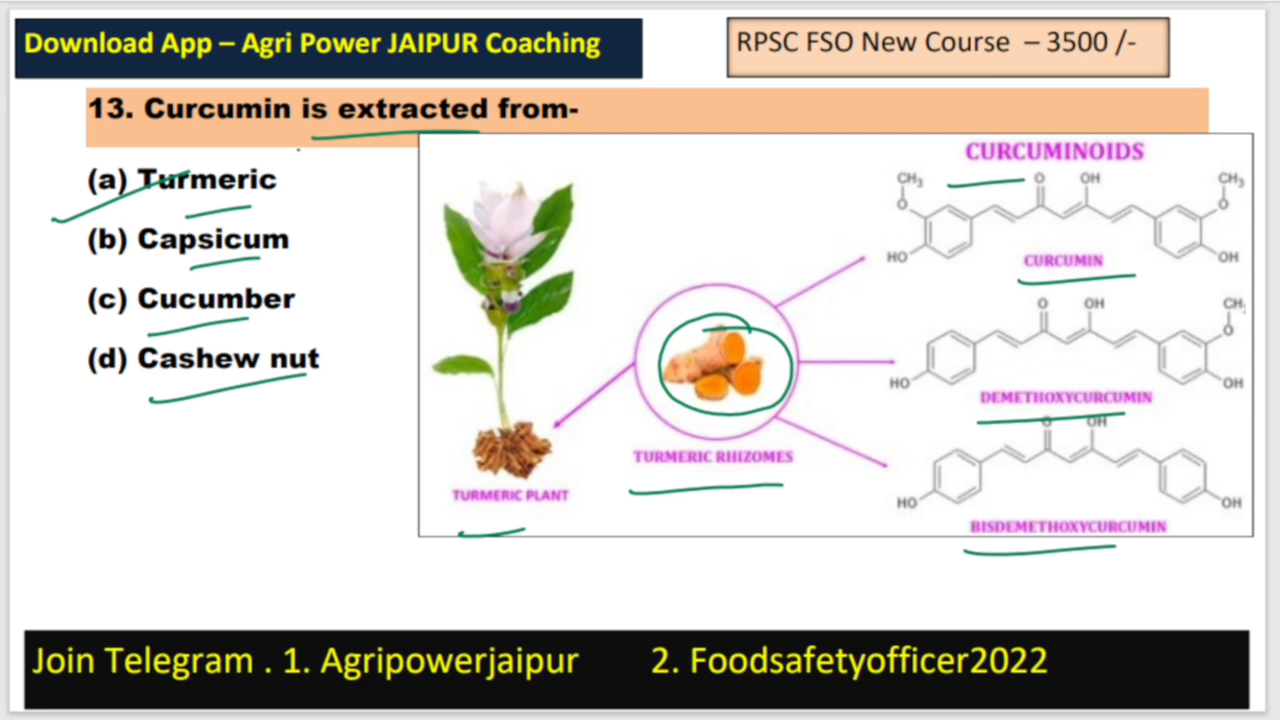 Download App – Agri Power JAIPUR Coaching
RPSC FSO New Course – 3500 /-
13. Curcumin is extracted from-
(a) Turmeric
(b) Capsicum
(c) Cucumber
(d) Cashew nut
CURCUMINOIDS
CH3 O OH CH3
O O
HO OH
CURCUMIN
O OH CH
O
HO OH
DEMETHOXYCURCUMIN
O OH
HO OH
BISDEMETHOXYCURCUMIN
TURMERIC RHIZOMES
TURMERIC PLANT
Join Telegram . 1. Agripowerjaipur 2. Foodsafetyofficer2022